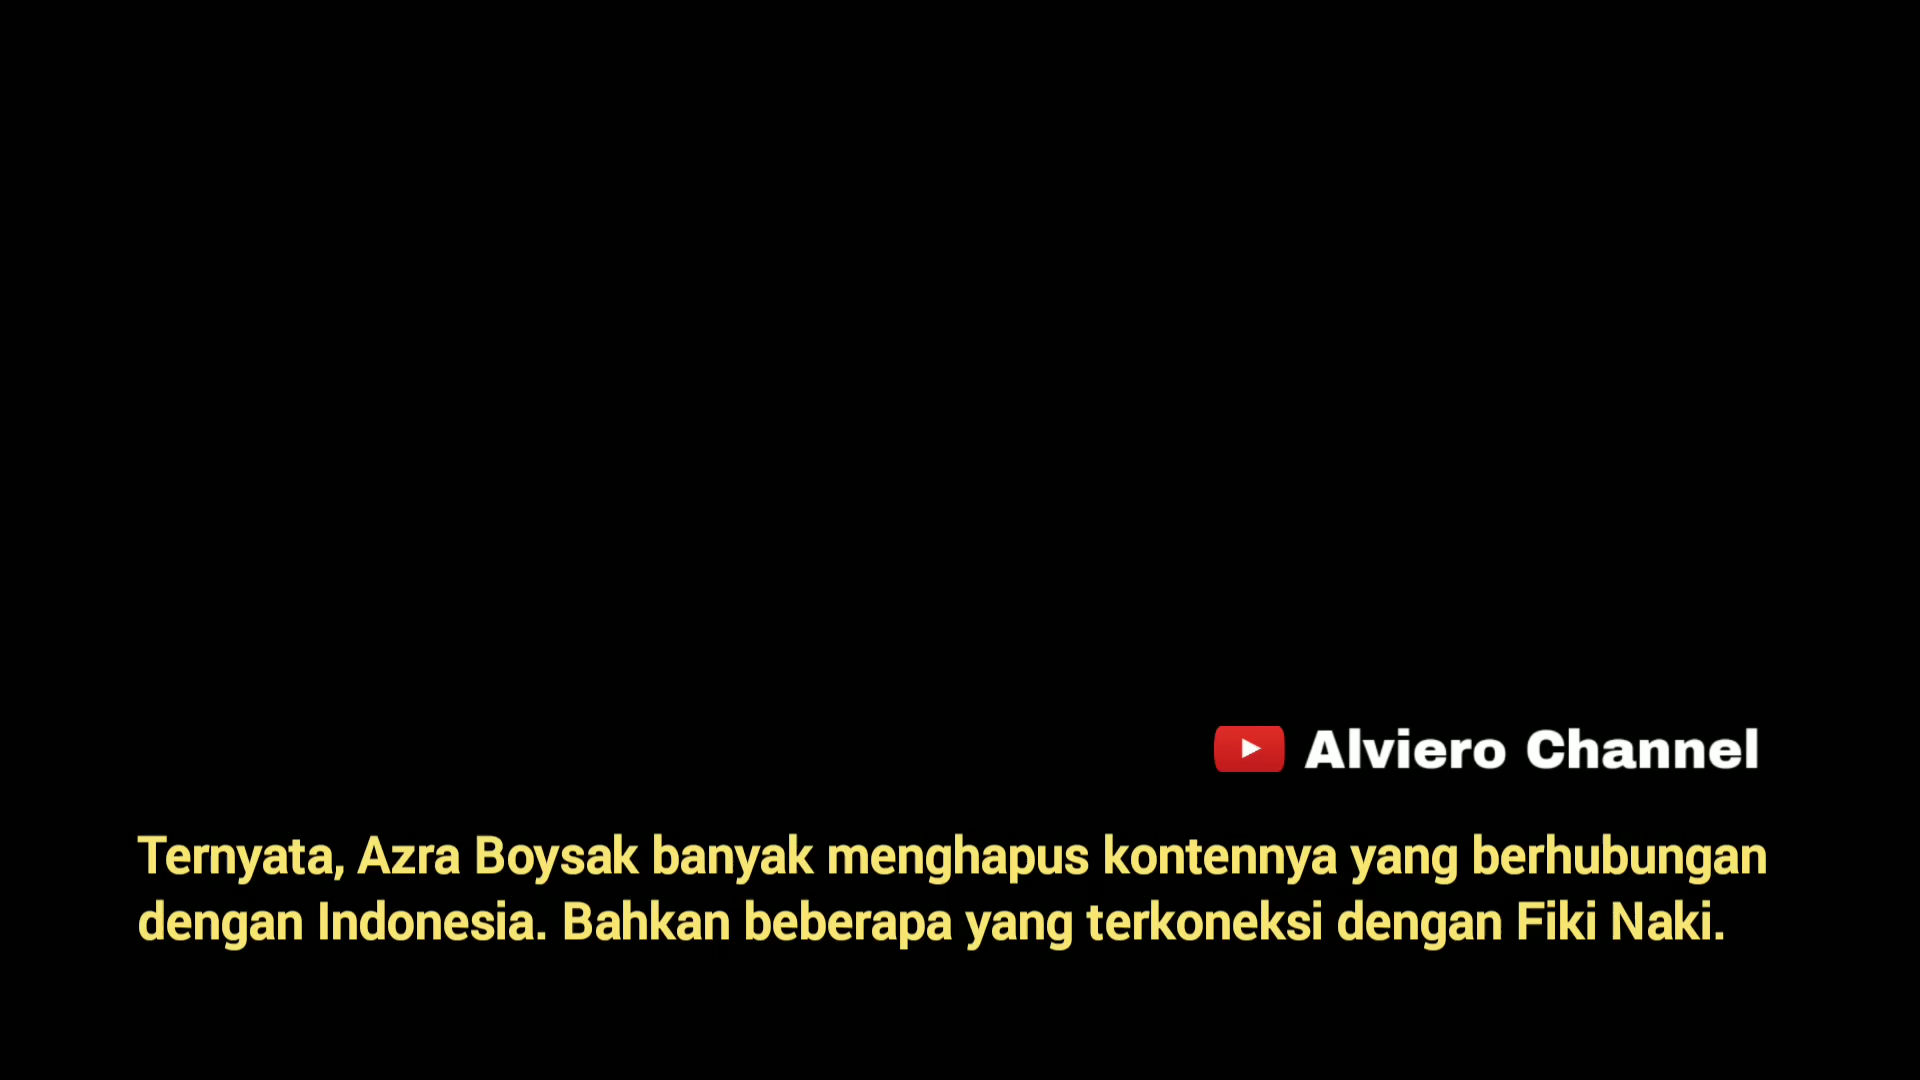 Alviero Channel
Ternyata, Azra Boysak banyak menghapus kontennya yang berhubungan
dengan Indonesia. Bahkan beberapa yang terkoneksi dengan Fiki Naki.